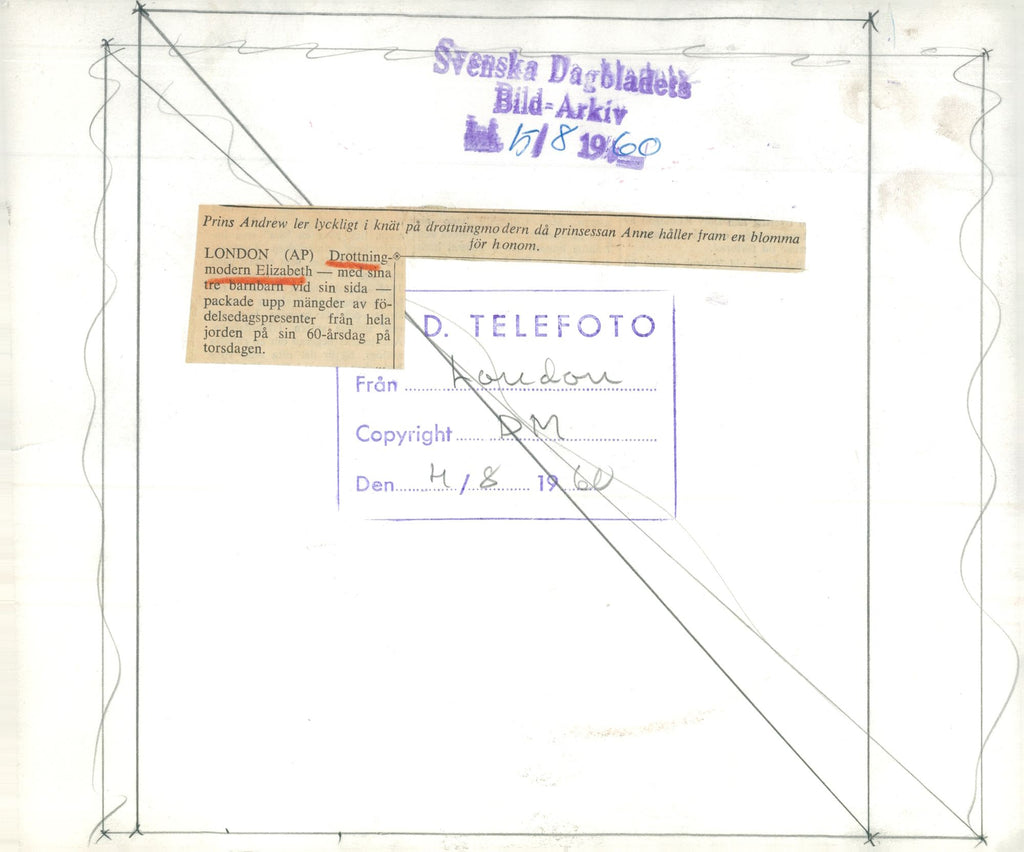 Svenska Dagbladets
Bild-Arkiv
5/8 1960
Prins Andrew ler lyckligt i knät på drottningmodern då prinsessan Anne håller fram en blomma
för honom.
LONDON (AP) Drottning-
modern Elizabeth — med sina
tre barnbarn vid sin sida —
packade upp mängder av fö-
delsedagspresenter från hela
jorden på sin 60-årsdag på
torsdagen.
D. TELEFOTO
Från London
Copyright DM
Den 4/8 1960